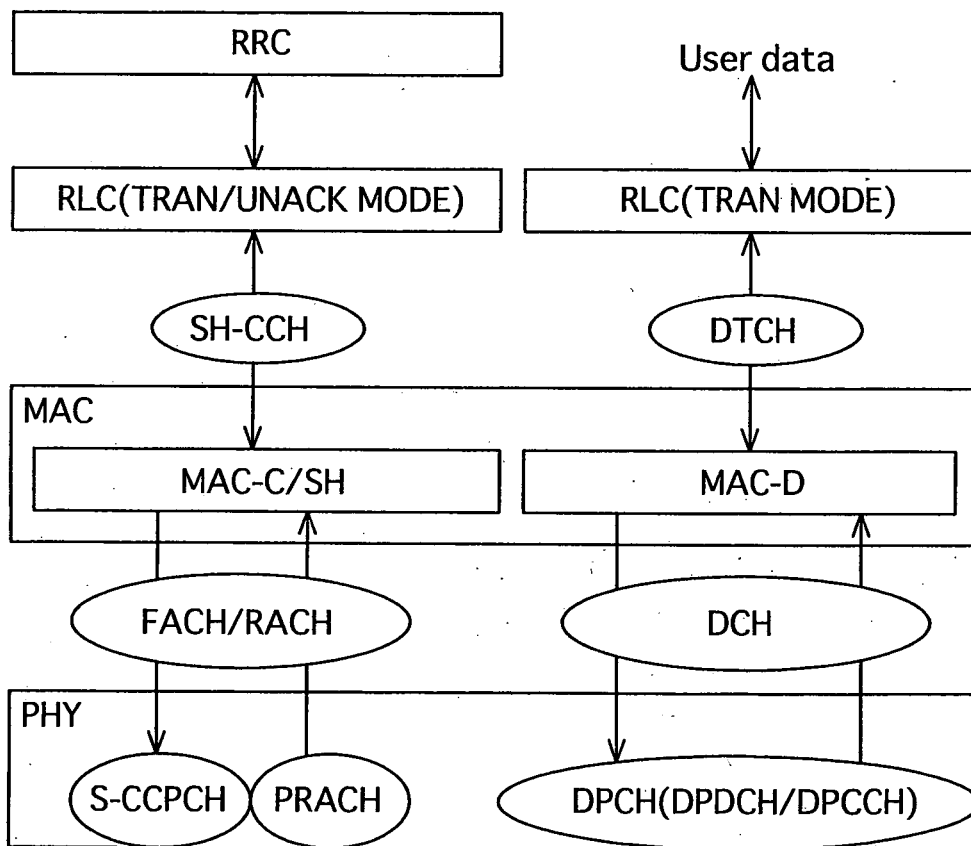 RRC
User data
RLC(TRAN/UNACK MODE)
RLC(TRAN MODE)
SH-CCH
DTCH
MAC
MAC-C/SH
MAC-D
FACH/RACH
DCH
PHY
S-CCPCH
PRACH
DPCH(DPDCH/DPCCH)